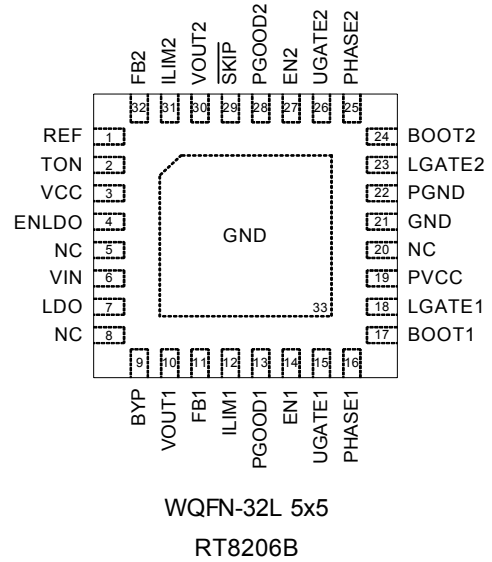 FB2
ILIM2
VOUT2
SKIP
PGOOD2
EN2
UGATE2
PHASE2
32 31 30 29 28 27 26 25
REF 1 24 BOOT2
TON 2 23 LGATE2
VCC 3 22 PGND
ENLDO 4 21 GND
NC 5 20 NC
VIN 6 19 PVCC
LDO 7 18 LGATE1
NC 8 17 BOOT1
GND
33
9 10 11 12 13 14 15 16
BYP
VOUT1
FB1
ILIM1
PGOOD1
EN1
UGATE1
PHASE1
WQFN-32L 5x5
RT8206B